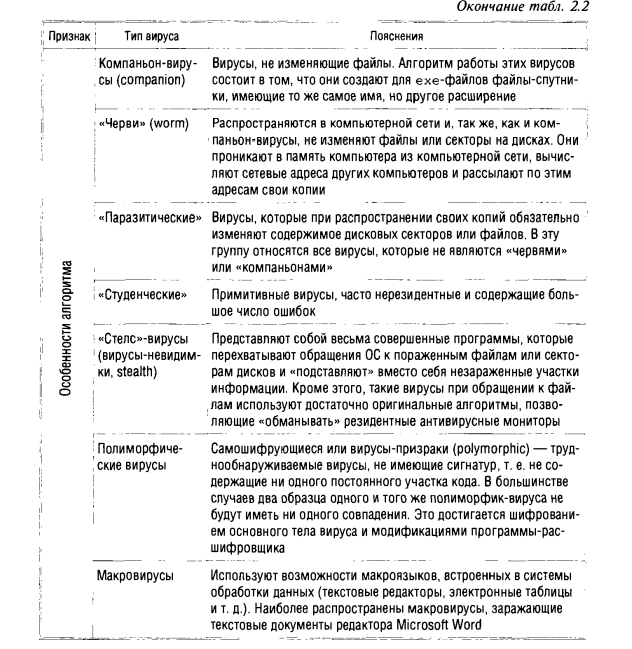 Окончание табл. 2.2
Признак
Тип вируса
Пояснения
Особенности алгоритма
Компаньон-виру-
сы (companion)
Вирусы, не изменяющие файлы. Алгоритм работы этих вирусов
состоит в том, что они создают для exe-файлов файлы-спутни-
ки, имеющие то же самое имя, но другое расширение
«Черви» (worm)
Распространяются в компьютерной сети и, так же, как и ком-
паньон-вирусы, не изменяют файлы или секторы на дисках. Они
проникают в память компьютера из компьютерной сети, вычис-
ляют сетевые адреса других компьютеров и рассылают по этим
адресам свои копии
«Паразитические»
Вирусы, которые при распространении своих копий обязательно
изменяют содержимое дисковых секторов или файлов. В эту
группу относятся все вирусы, которые не являются «червями»
или «компаньонами»
«Студенческие»
Примитивные вирусы, часто нерезидентные и содержащие боль-
шое число ошибок
«Стелс»-вирусы
(вирусы-невидим-
ки, stealth)
Представляют собой весьма совершенные программы, которые
перехватывают обращения ОС к пораженным файлам или секто-
рам дисков и «подставляют» вместо себя незараженные участки
информации. Кроме этого, такие вирусы при обращении к фай-
лам используют достаточно оригинальные алгоритмы, позво-
ляющие «обманывать» резидентные антивирусные мониторы
Полиморфиче-
ские вирусы
Самошифрующиеся или вирусы-призраки (polymorphic) — труд-
нообнаруживаемые вирусы, не имеющие сигнатур, т. е. не со-
держащие ни одного постоянного участка кода. В большинстве
случаев два образца одного и того же полиморфик-вируса не
будут иметь ни одного совпадения. Это достигается шифровани-
ем основного тела вируса и модификациями программы-рас-
шифровщика
Макровирусы
Используют возможности макроязыков, встроенных в системы
обработки данных (текстовые редакторы, электронные таблицы
и т. д.). Наиболее распространены макровирусы, заражающие
текстовые документы редактора Microsoft Word